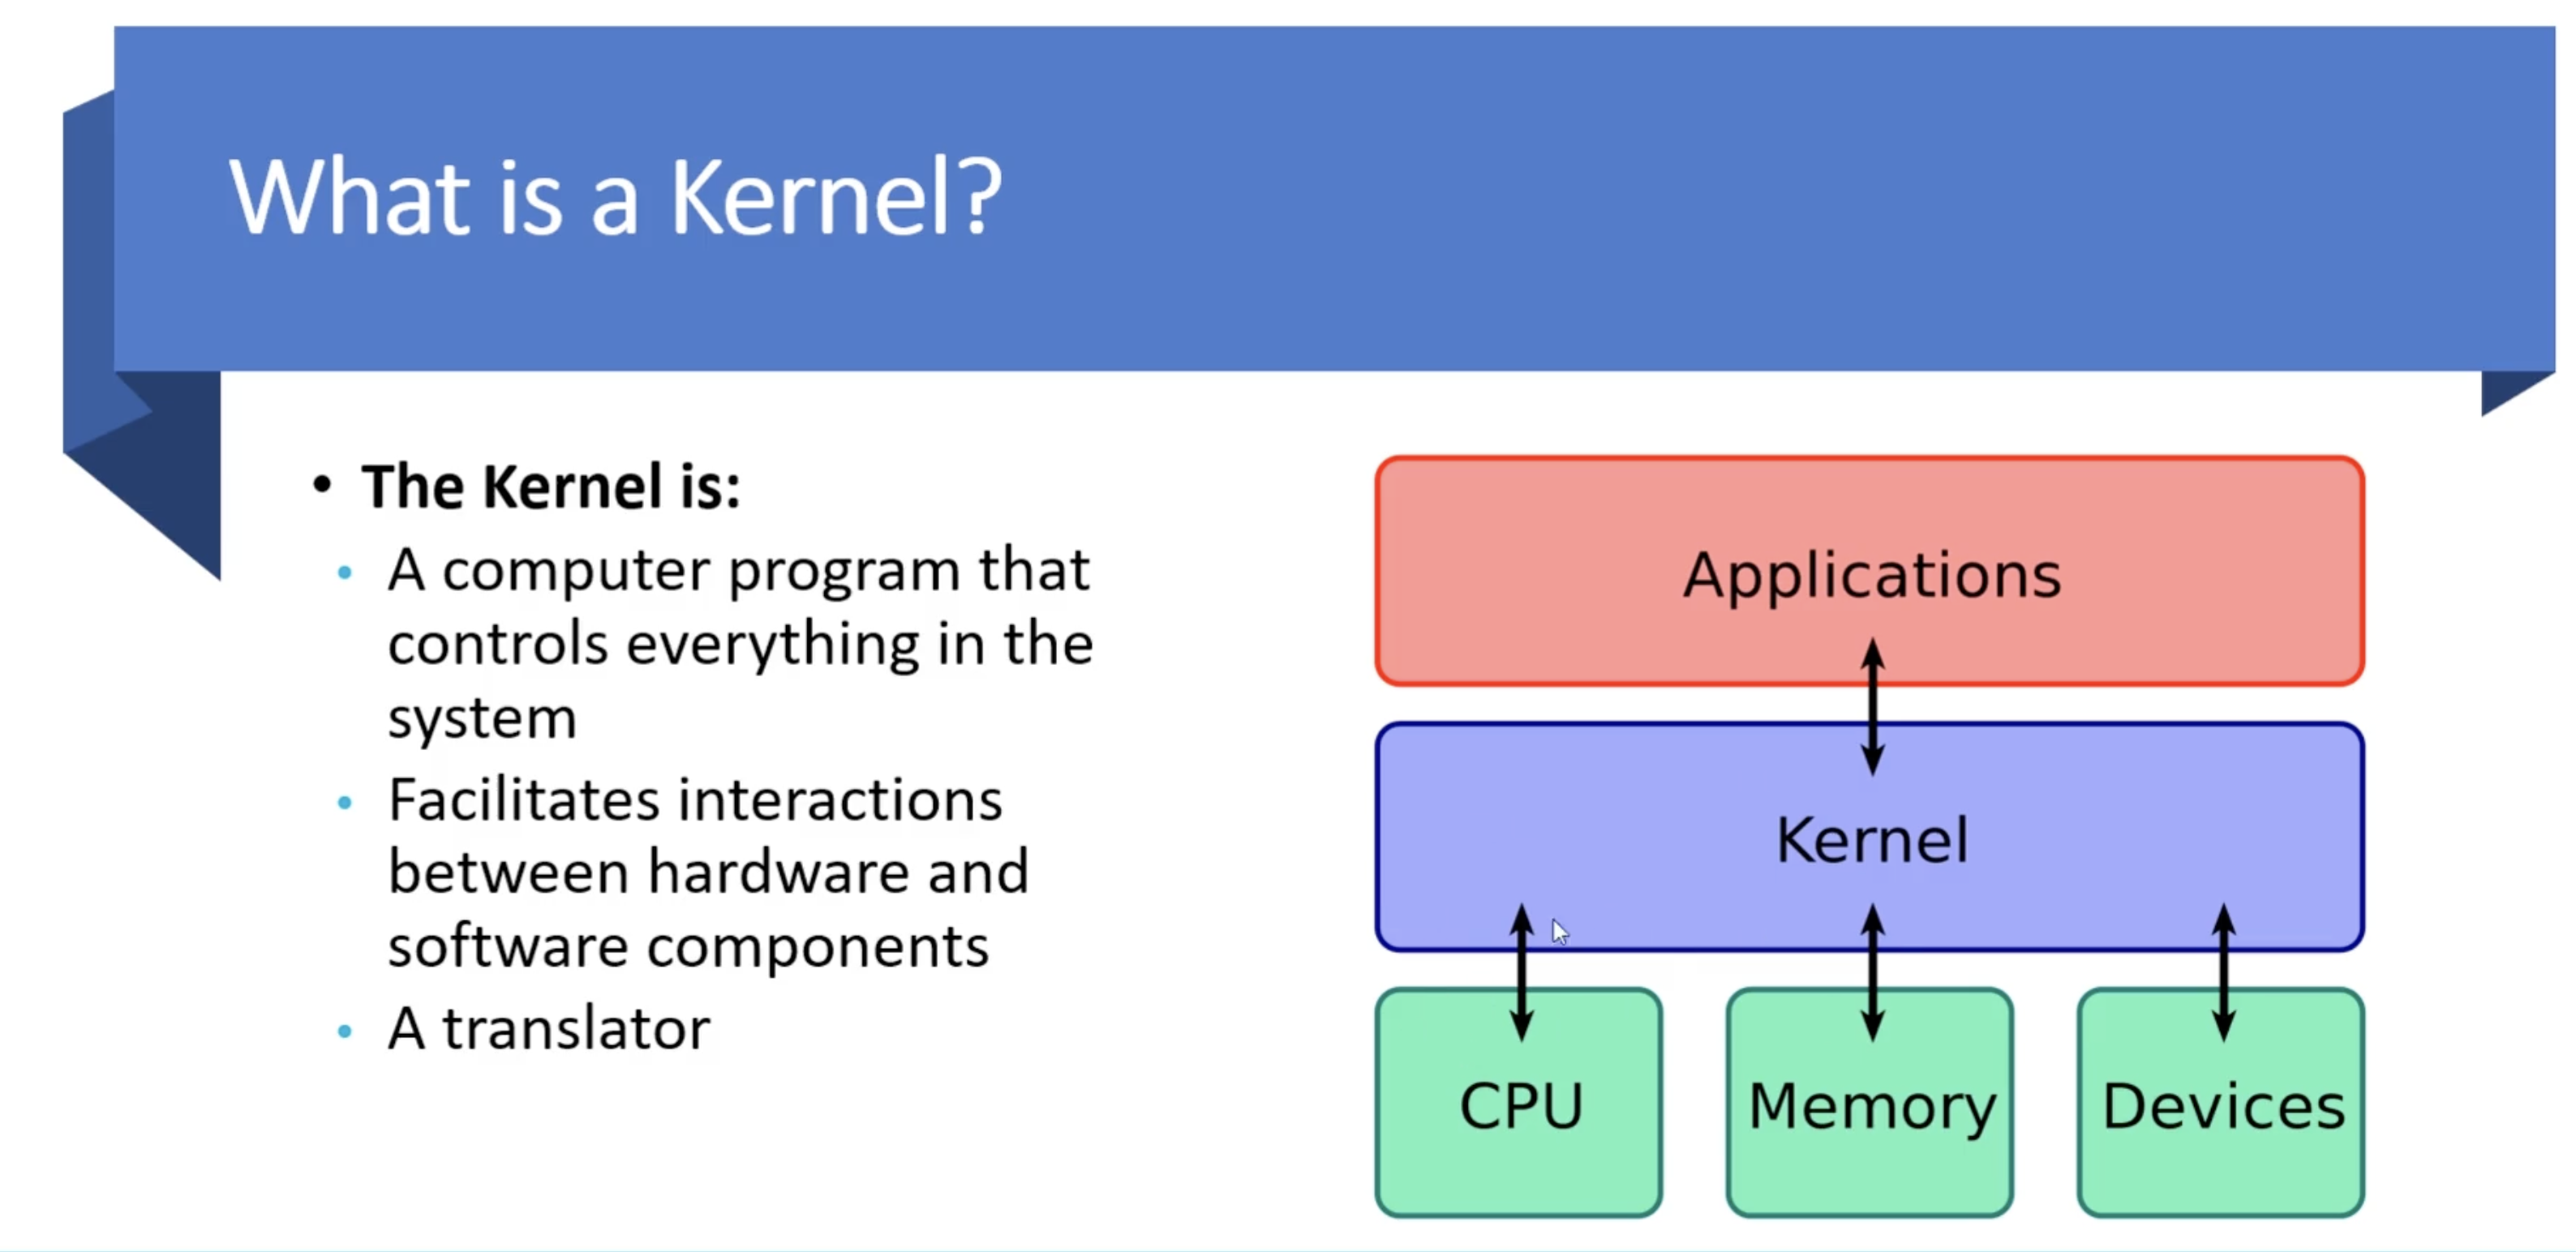 What is a Kernel?
• The Kernel is:
• A computer program that
controls everything in the
system
• Facilitates interactions
between hardware and
software components
• A translator
Applications
Kernel
CPU
Memory
Devices